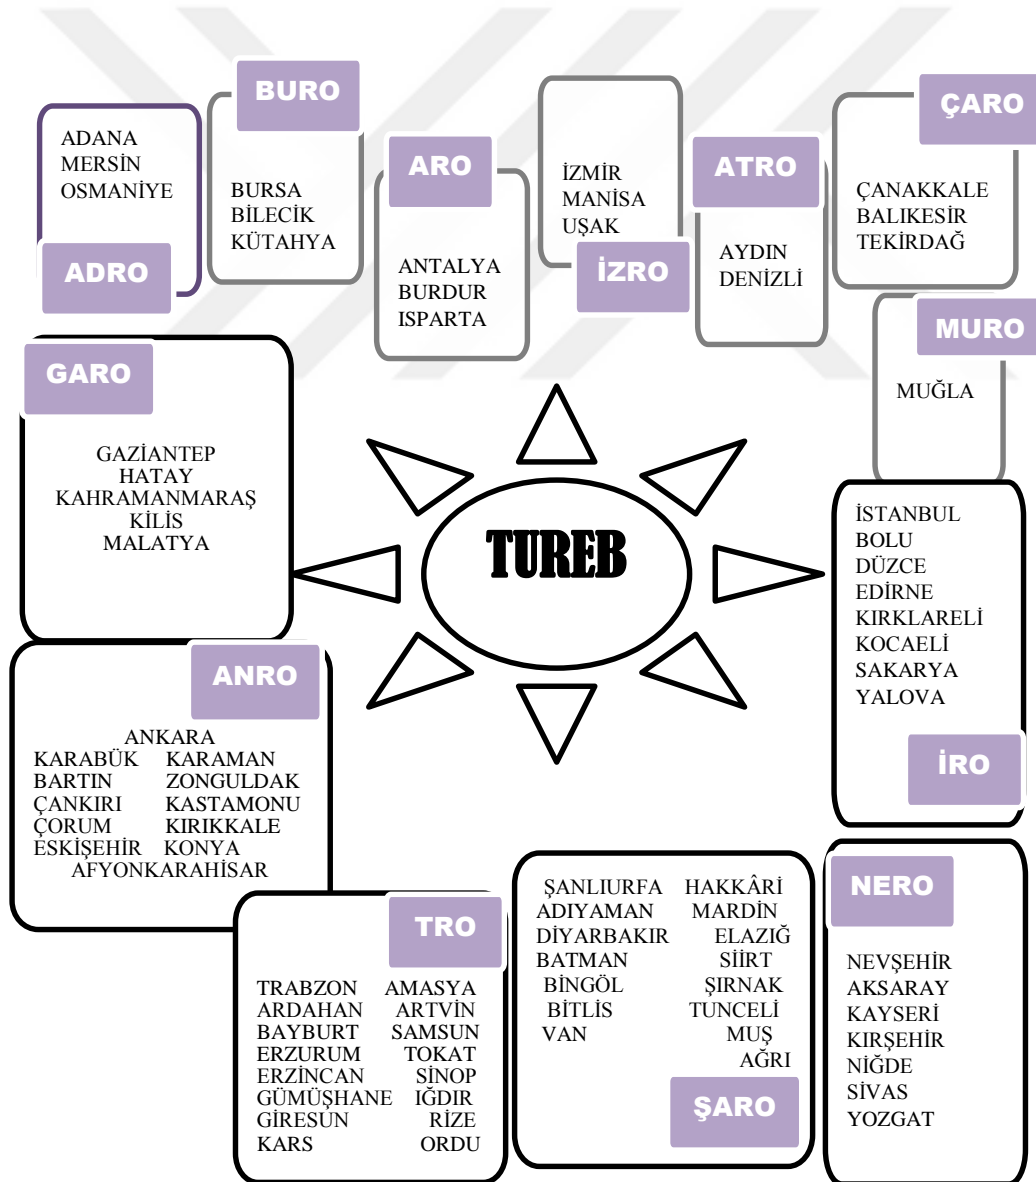 ADANA
MERSİN
OSMANİYE
ADRO
BURO
BURSA
BİLECİK
KÜTAHYA
ARO
ANTALYA
BURDUR
ISPARTA
İZMİR
MANİSA
UŞAK
İZRO
ATRO
AYDIN
DENİZLİ
ÇARO
ÇANAKKALE
BALIKESİR
TEKİRDAĞ
MURO
MUĞLA
GARO
GAZİANTEP
HATAY
KAHRAMANMARAŞ
KİLİS
MALATYA
TUREB
İSTANBUL
BOLU
DÜZCE
EDİRNE
KIRKLARELİ
KOCAELİ
SAKARYA
YALOVA
İRO
ANRO
ANKARA
KARABÜK KARAMAN
BARTIN ZONGULDAK
ÇANKIRI KASTAMONU
ÇORUM KIRIKKALE
ESKİŞEHİR KONYA
AFYONKARAHİSAR
TRO
TRABZON AMASYA
ARDAHAN ARTVİN
BAYBURT SAMSUN
ERZURUM TOKAT
ERZİNCAN SİNOP
GÜMÜŞHANE IĞDIR
GİRESUN RİZE
KARS ORDU
ŞANLIURFA HAKKÂRİ
ADIYAMAN MARDİN
DİYARBAKIR ELAZIĞ
BATMAN SİİRT
BİNGÖL ŞIRNAK
BİTLİS TUNCELİ
VAN MUŞ
AĞRI
ŞARO
NERO
NEVŞEHİR
AKSARAY
KAYSERİ
KIRŞEHİR
NİĞDE
SİVAS
YOZGAT